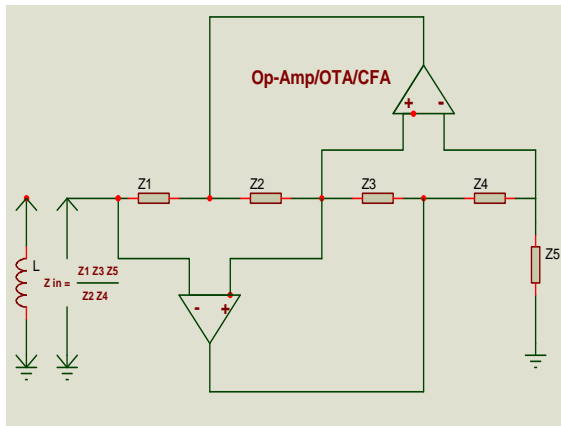 Op-Amp/OTA/CFA
+ -
Z1 Z2 Z3 Z4
Z5
L
Z in = Z1 Z3 Z5
Z2 Z4
- +